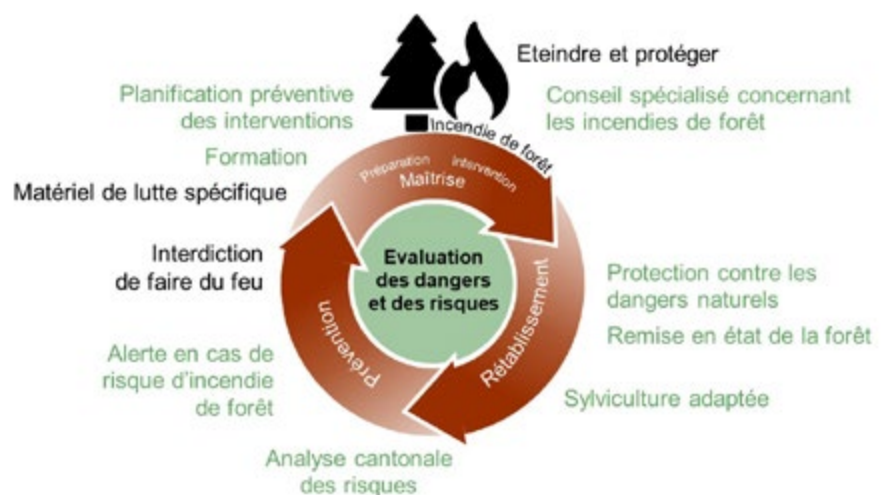 Eteindre et protéger
Planification préventive
des interventions
Conseil spécialisé concernant
les incendies de forêt
Incendie de forêt
Formation
Préparation
Intervention
Maîtrise
Matériel de lutte spécifique
Interdiction
de faire du feu
Evaluation
des dangers
et des risques
Protection contre les
dangers naturels
Remise en état de la forêt
Prévention
Rétablissement
Alerte en cas de
risque d'incendie
de forêt
Sylviculture adaptée
Analyse cantonale
des risques